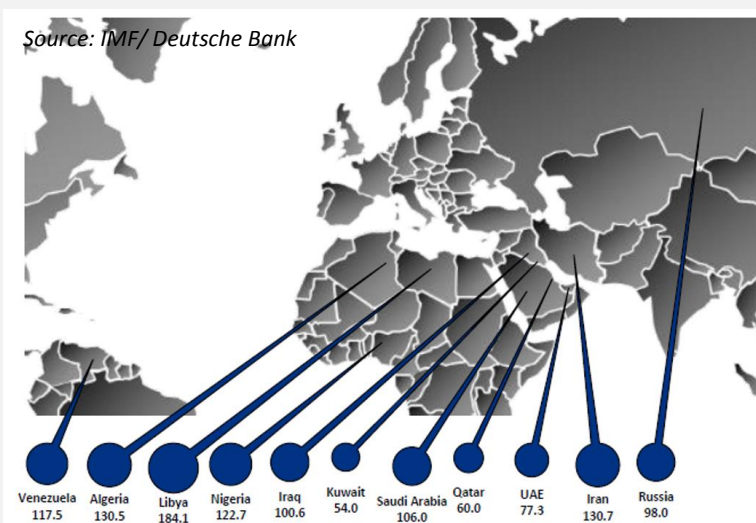 Source: IMF/ Deutsche Bank
Venezuela
117.5
Algeria
130.5
Libya
184.1
Nigeria
122.7
Iraq
100.6
Kuwait
54.0
Saudi Arabia
106.0
Qatar
60.0
UAE
77.3
Iran
130.7
Russia
98.0